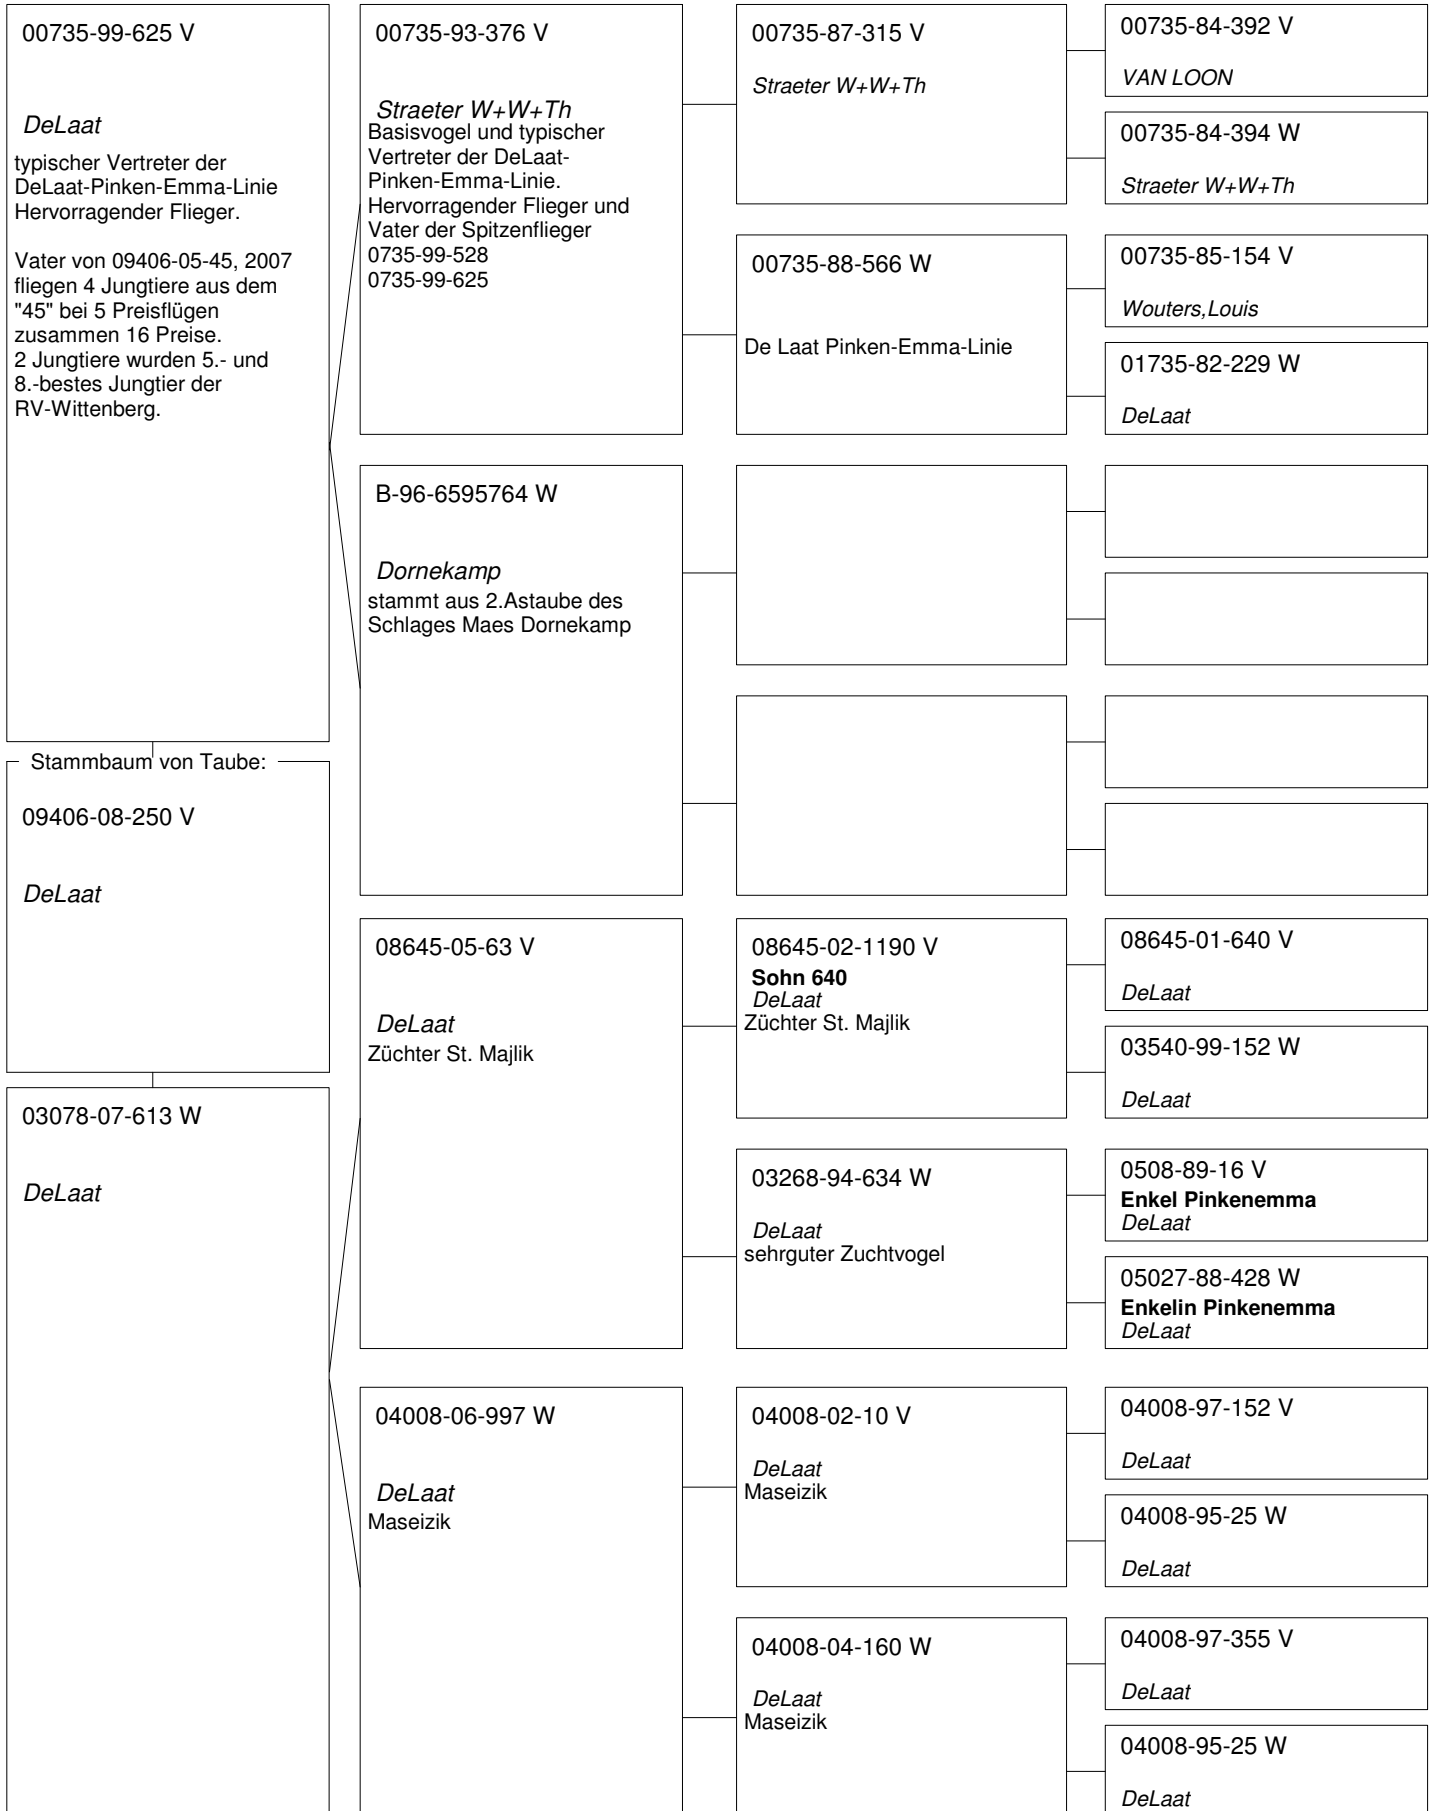 00735-99-625 V
DeLaat
typischer Vertreter der
DeLaat-Pinken-Emma-Linie
Hervorragender Flieger.
Vater von 09406-05-45, 2007
fliegen 4 Jungtiere aus dem
"45" bei 5 Preisflügen
zusammen 16 Preise.
2 Jungtiere wurden 5.- und
8.-bestes Jungtier der
RV-Wittenberg.
Stammbaum von Taube:
09406-08-250 V
DeLaat
03078-07-613 W
DeLaat
00735-93-376 V
Straeter W+W+Th
Basisvogel und typischer
Vertreter der DeLaat-
Pinken-Emma-Linie.
Hervorragender Flieger und
Vater der Spitzenflieger
0735-99-528
0735-99-625
B-96-6595764 W
Dornekamp
stammt aus 2.Astaube des
Schlages Maes Dornekamp
08645-05-63 V
DeLaat
Züchter St. Majlik
04008-06-997 W
DeLaat
Maseizik
00735-87-315 V
Straeter W+W+Th
00735-88-566 W
De Laat Pinken-Emma-Linie
08645-02-1190 V
Sohn 640
DeLaat
Züchter St. Majlik
03268-94-634 W
DeLaat
sehrguter Zuchtvogel
04008-02-10 V
DeLaat
Maseizik
04008-04-160 W
DeLaat
Maseizik
00735-84-392 V
VAN LOON
00735-84-394 W
Straeter W+W+Th
00735-85-154 V
Wouters,Louis
01735-82-229 W
DeLaat
08645-01-640 V
DeLaat
03540-99-152 W
DeLaat
0508-89-16 V
Enkel Pinkenemma
DeLaat
05027-88-428 W
Enkelin Pinkenemma
DeLaat
04008-97-152 V
DeLaat
04008-95-25 W
DeLaat
04008-97-355 V
DeLaat
04008-95-25 W
DeLaat